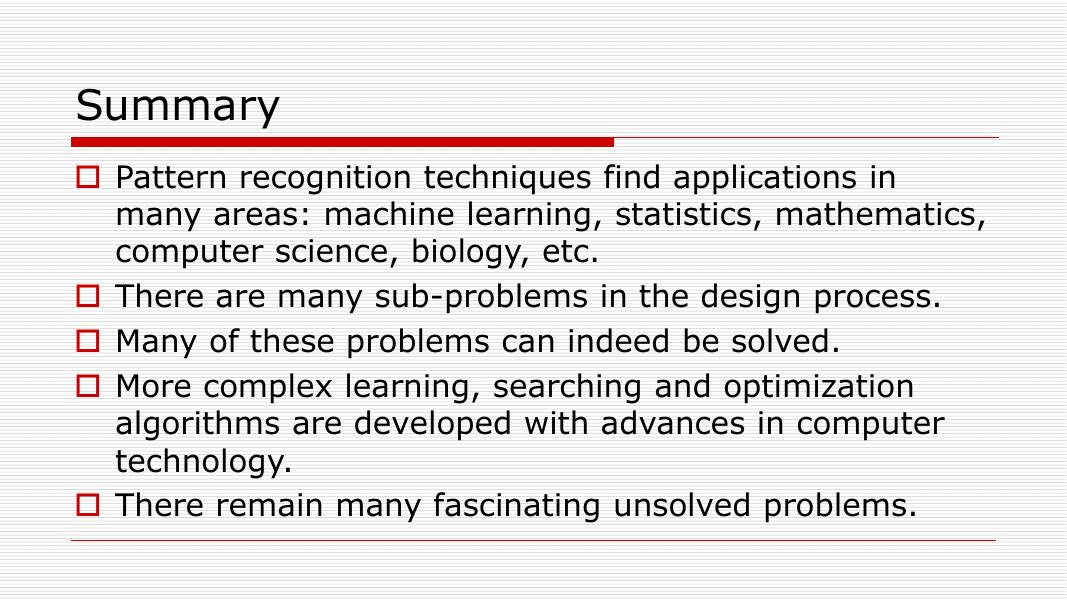 Summary
Pattern recognition techniques find applications in
many areas: machine learning, statistics, mathematics,
computer science, biology, etc.
There are many sub-problems in the design process.
Many of these problems can indeed be solved.
More complex learning, searching and optimization
algorithms are developed with advances in computer
technology.
There remain many fascinating unsolved problems.